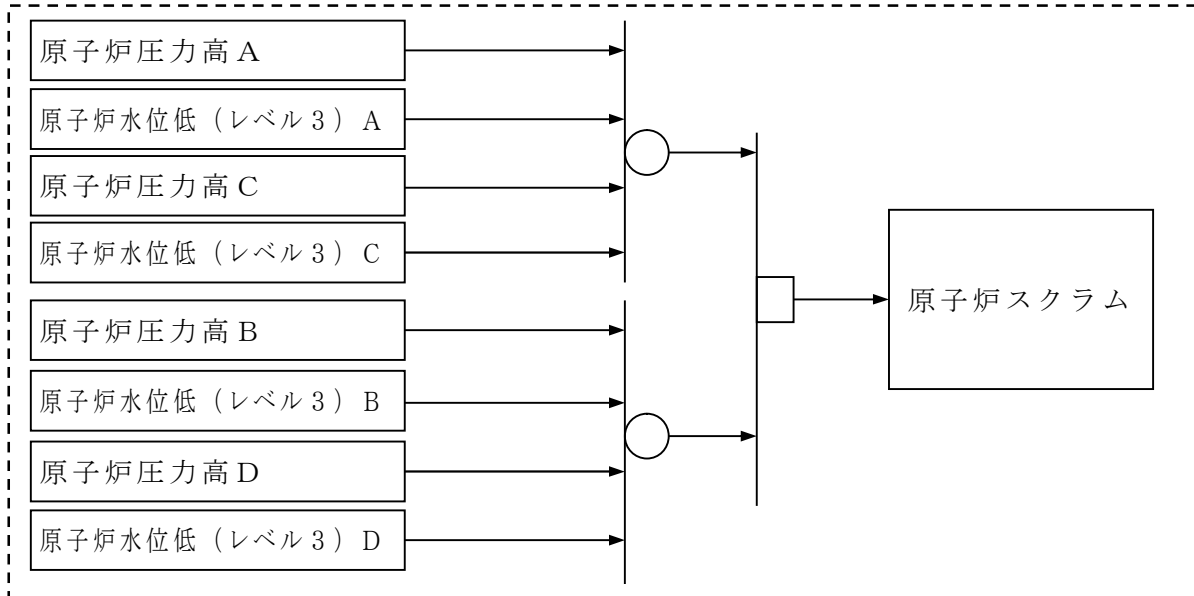 原子炉圧力高A
原子炉水位低（レベル３）A
原子炉圧力高C
原子炉水位低（レベル３）C
原子炉圧力高B
原子炉水位低（レベル３）B
原子炉圧力高D
原子炉水位低（レベル３）D
原子炉スクラム